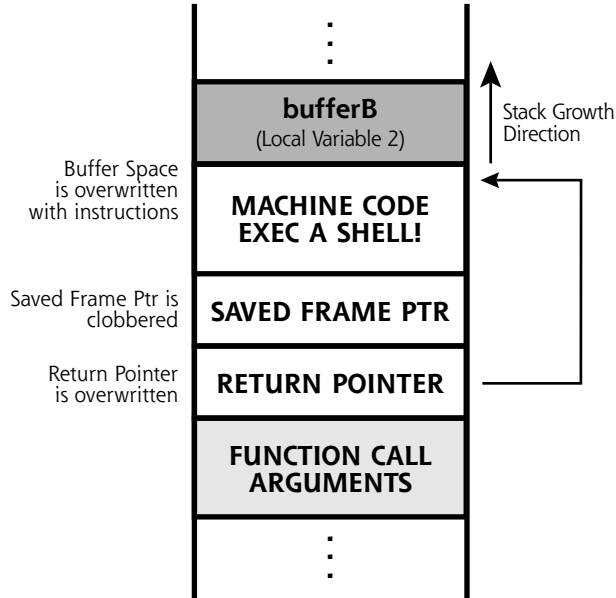 bufferB
(Local Variable 2)
Stack Growth
Direction
Buffer Space
is overwritten
with instructions
MACHINE CODE
EXEC A SHELL!
Saved Frame Ptr is
clobbered
SAVED FRAME PTR
Return Pointer
is overwritten
RETURN POINTER
FUNCTION CALL
ARGUMENTS